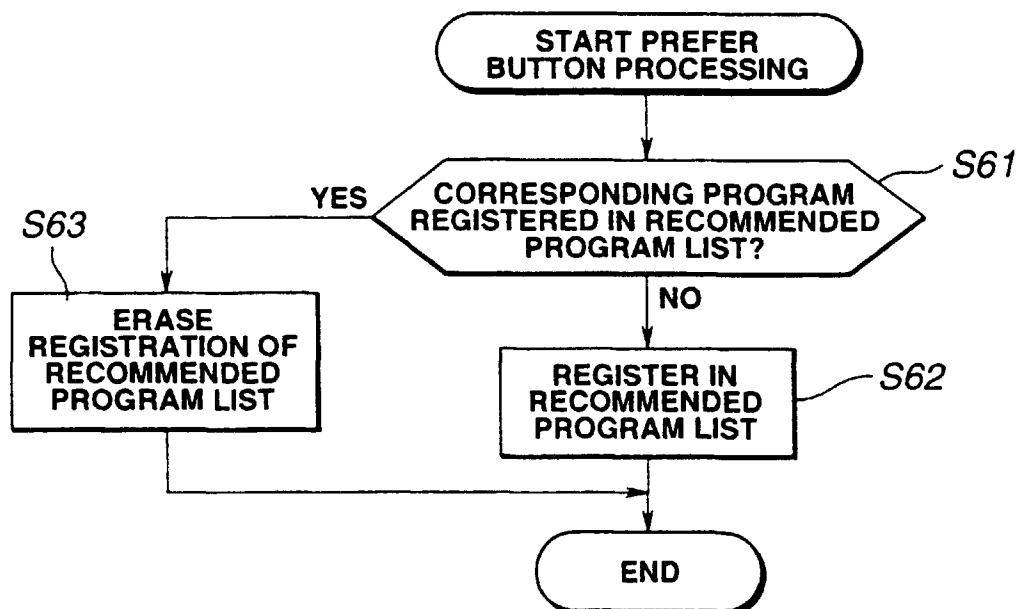 START PREFER
BUTTON PROCESSING
S61
CORRESPONDING PROGRAM
REGISTERED IN RECOMMENDED
PROGRAM LIST?
YES
S63
NO
ERASE
REGISTRATION OF
RECOMMENDED
PROGRAM LIST
REGISTER IN
RECOMMENDED
PROGRAM LIST
S62
END